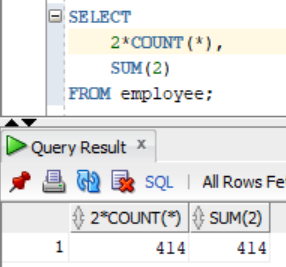 SELECT
2*COUNT(*),
SUM(2)
FROM employee;
Query Result x
SQL | All Rows Fe
2*COUNT(*) SUM(2)
1 414 414